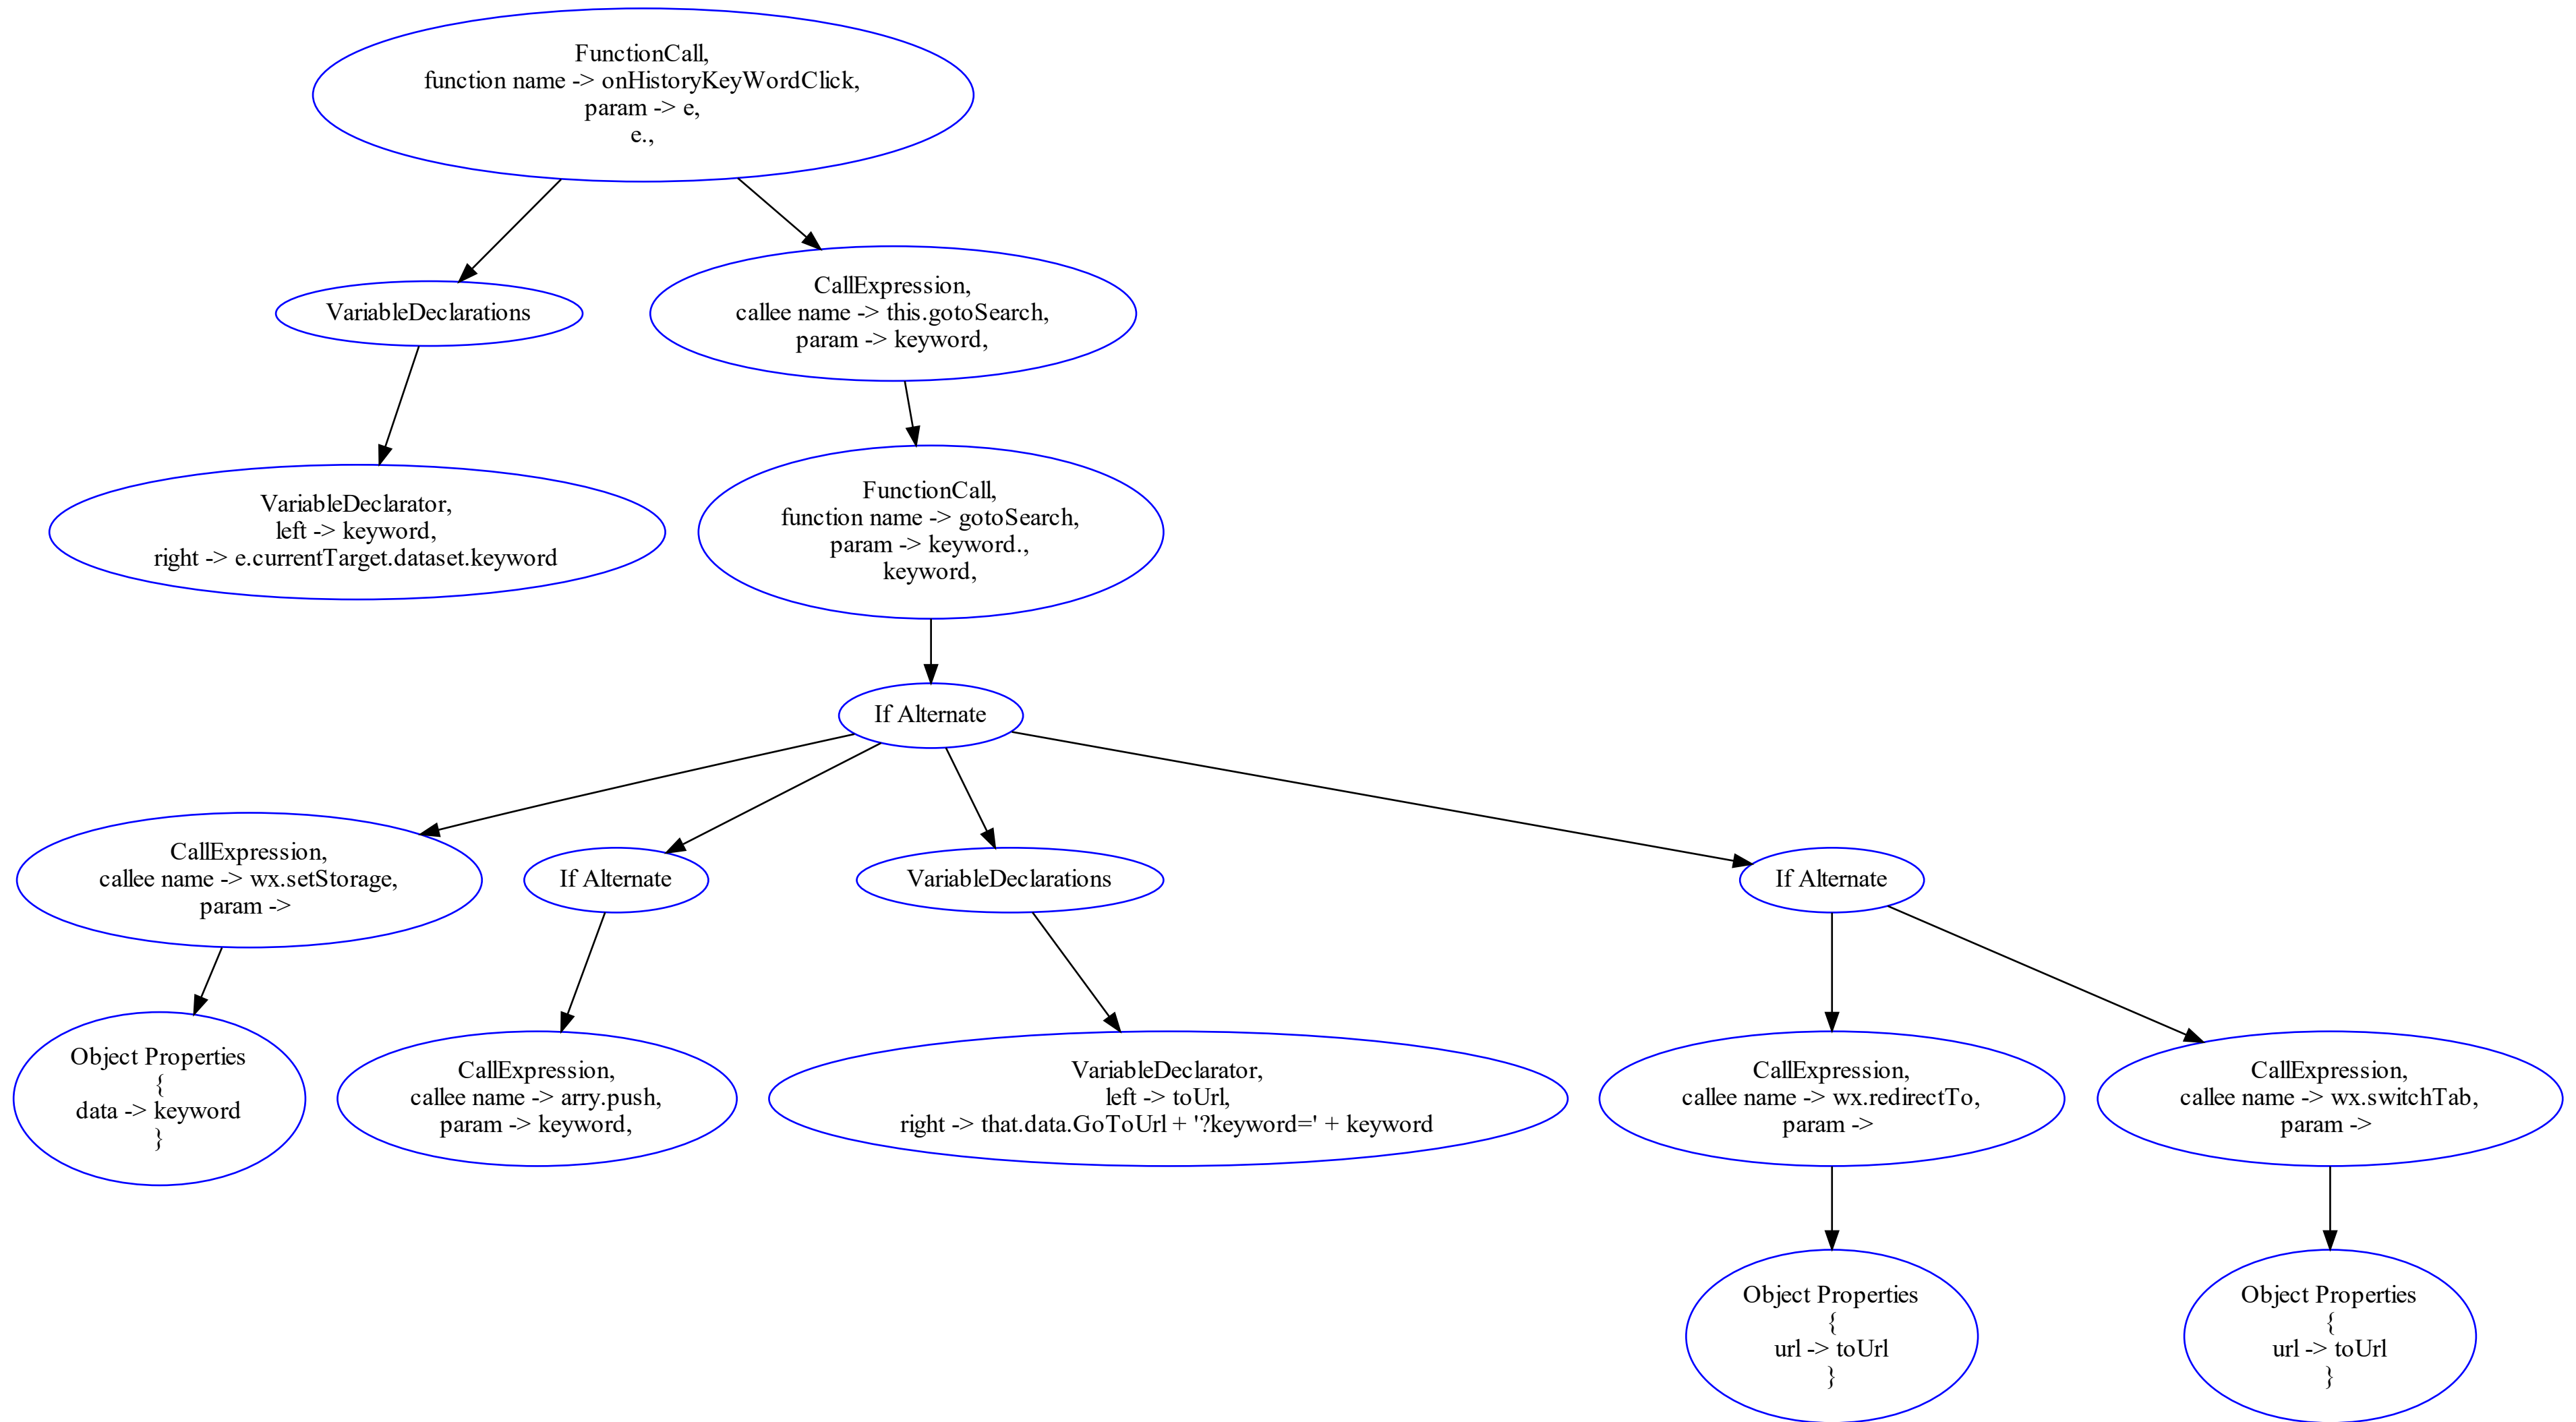 FunctionCall,
function name -> onHistoryKeyWordClick,
param -> e,
e.,
VariableDeclarations
CallExpression,
callee name -> this.gotoSearch,
param -> keyword,
VariableDeclarator,
left -> keyword,
right -> e.currentTarget.dataset.keyword
FunctionCall,
function name -> gotoSearch,
param -> keyword.,
keyword,
If Alternate
CallExpression,
callee name -> wx.setStorage,
param ->
If Alternate
VariableDeclarations
If Alternate
Object Properties
{
data -> keyword
}
CallExpression,
callee name -> arry.push,
param -> keyword,
VariableDeclarator,
left -> toUrl,
right -> that.data.GoToUrl + '?keyword=' + keyword
CallExpression,
callee name -> wx.redirectTo,
param ->
CallExpression,
callee name -> wx.switchTab,
param ->
Object Properties
{
url -> toUrl
}
Object Properties
{
url -> toUrl
}